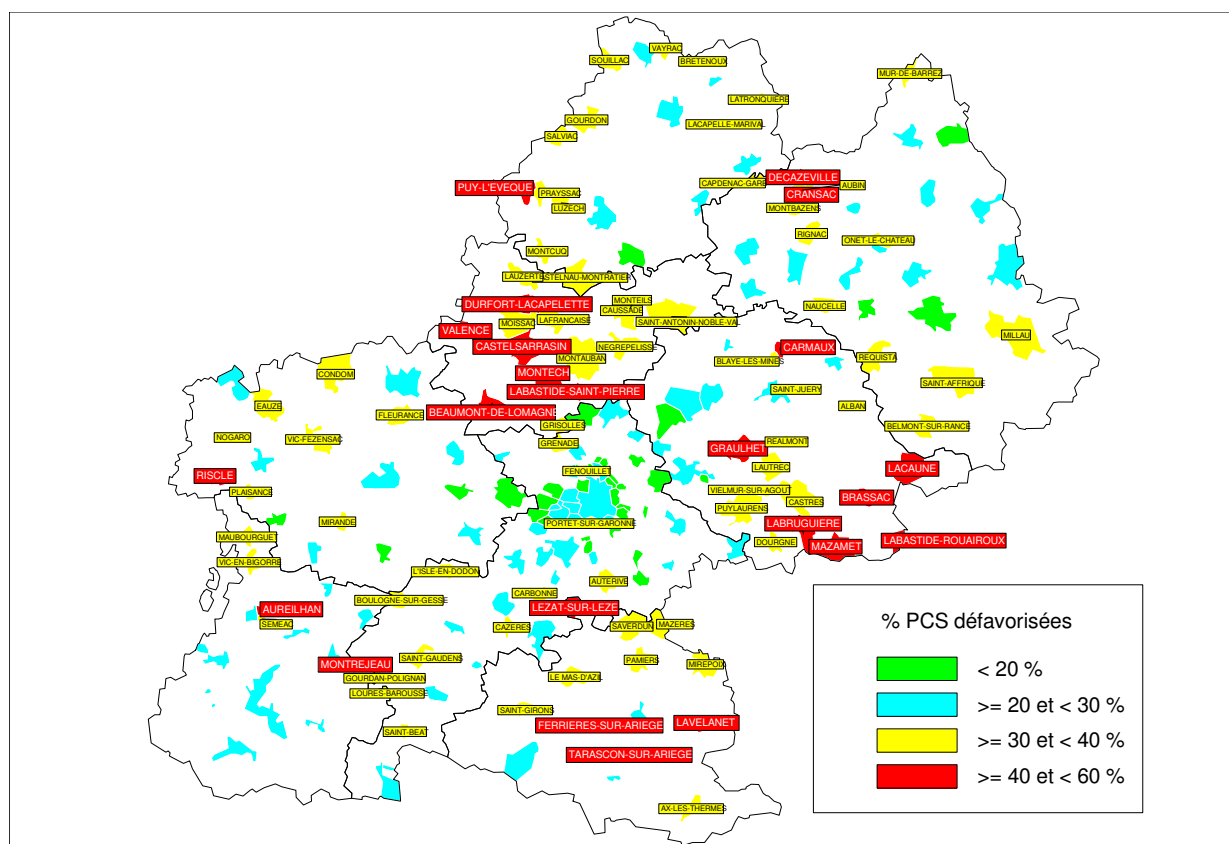 VAYRAC
SOUILLAC
BRETENOUX
MUR-DE-BARREZ
LATRONQUIERE
GOURDON
LACAPELLE-MARIVAL
SALVIAC
DECAZEVILLE
CAPDENAC-GARE
AUBIN
PUY-L'EVEQUE
PRAYSSAC
CRANSAC
LUZECH
MONTBAZENS
RIGNAC
ONET-LE-CHATEAU
MONTCUQ
LAUZERTE
STELNAU-MONTRATIER
DURFORT-LACAPELETTE
MONTEILS
CAUSSADE
NAUCELLE
MOISSAC
LAFRANCAISE
SAINT-ANTONIN-NOBLE-VAL
VALENCE
MILLAU
CASTELSARRASIN
NEGREPELISSE
CARMAUX
MONTAUBAN
BLAYE-LES-MINES
REQUISTA
CONDOM
MONTECH
SAINT-AFFRIQUE
LABASTIDE-SAINT-PIERRE
SAINT-JUERY
EAUZE
ALBAN
FLEURANCE
BEAUMONT-DE-LOMAGNE
GRISOLLES
BELMONT-SUR-RANCE
NOGARO
VIC-FEZENSAC
GRENADE
REALMONT
GRAULHET
LAUTREC
LACAUNE
RISCLE
FENOUILLET
PLAISANCE
VIELMUR-SUR-AGOUT
BRASSAC
CASTRES
PUYLAURENS
MIRANDE
PORTET-SUR-GARONNE
LABRUGUIERE
MAUBOURGUET
DOURGNE
MAZAMET
LABASTIDE-ROUAIROUX
VIC-EN-BIGORRE
L'ISLE-EN-DODON
AUTERIVE
CARBONNE
BOULOGNE-SUR-GESSE
AUREILHAN
LEZAT-SUR-LEZE
SEMEAC
CAZERES
SAVERDUN
MAZERES
SAINT-GAUDENS
PAMIERS
MONTREJEAU
MIREPOIX
GOURDAN-POLIGNAN
LE MAS-D'AZIL
LOURES-BAROUSSE
SAINT-GIRONS
FERRIERES-SUR-ARIEGE
LAVELANET
SAINT-BEAT
TARASCON-SUR-ARIEGE
AX-LES-THERMES
% PCS défavorisées
< 20 %
>= 20 et < 30 %
>= 30 et < 40 %
>= 40 et < 60 %